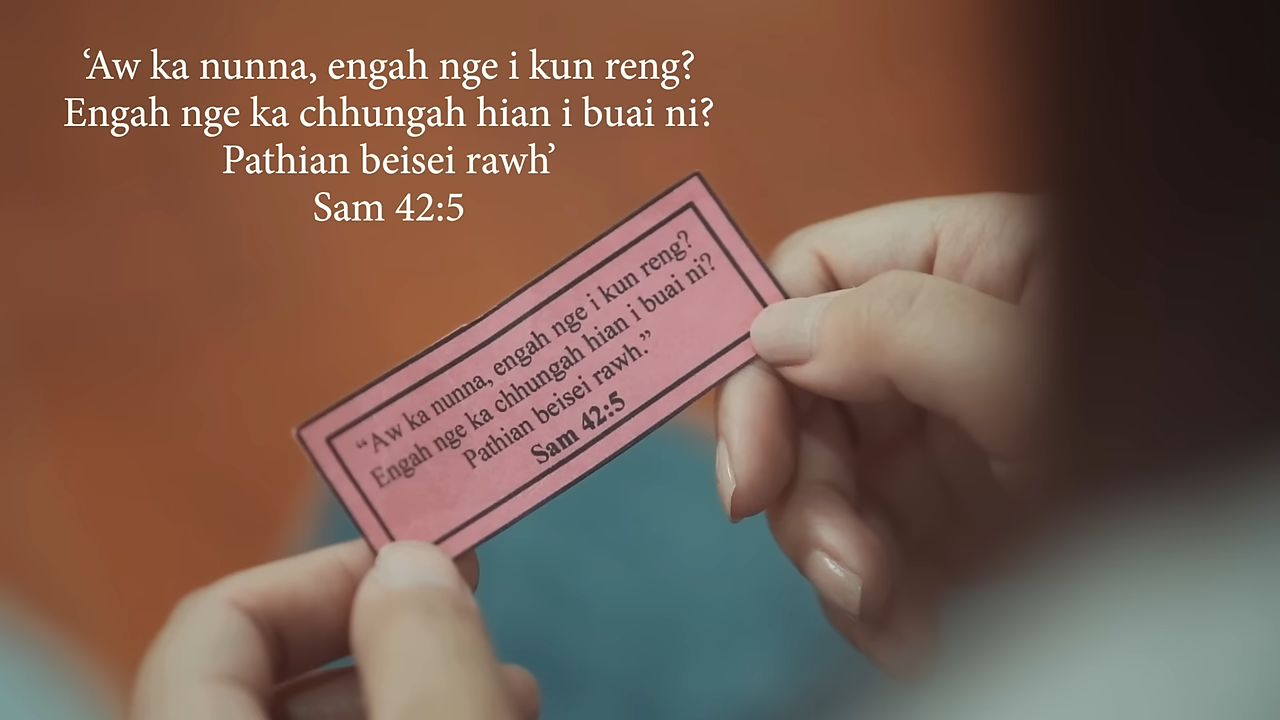 ‘Aw ka nunna, engah nge i kun reng?
Engah nge ka chhungah hian i buai ni?
Pathian beisei rawh’
Sam 42:5
“Aw ka nunna, engah nge i kun reng?
Engah nge ka chhungah hian i buai ni?
Pathian beisei rawh.”
Sam 42:5